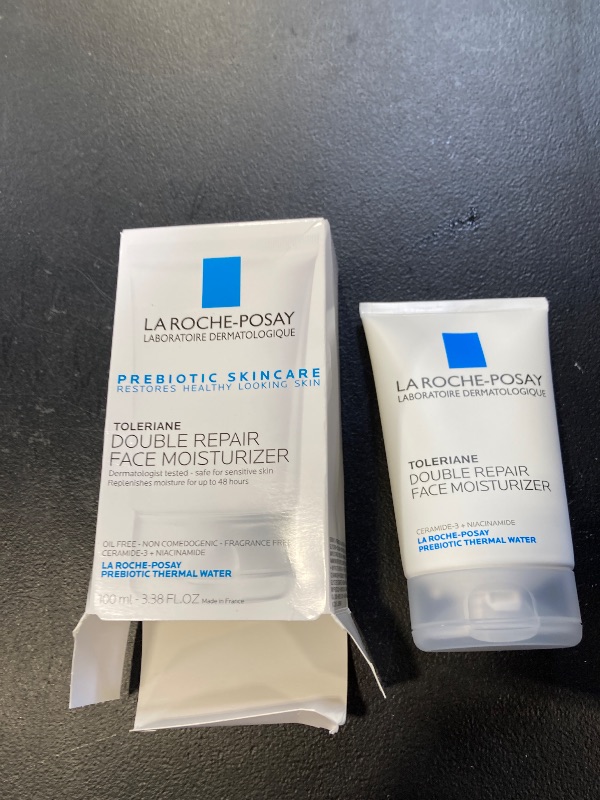 LA ROCHE-POSAY
LABORATOIRE DERMATOLOGIQUE
PREBIOTIC SKINCARE
RESTORES HEALTHY LOOKING SKIN
TOLERIANE
DOUBLE REPAIR
FACE MOISTURIZER
Dermatologist tested - safe for sensitive skin
Replenishes moisture for up to 48 hours
OIL FREE - NON COMEDOGENIC - FRAGRANCE FREE
CERAMIDE-3 + NIACINAMIDE
LA ROCHE-POSAY
PREBIOTIC THERMAL WATER
100 ml - 3.38 FL.OZ Made in France
LA ROCHE-POSAY
LABORATOIRE DERMATOLOGIQUE
TOLERIANE
DOUBLE REPAIR
FACE MOISTURIZER
CERAMIDE-3 + NIACINAMIDE
LA ROCHE-POSAY
PREBIOTIC THERMAL WATER